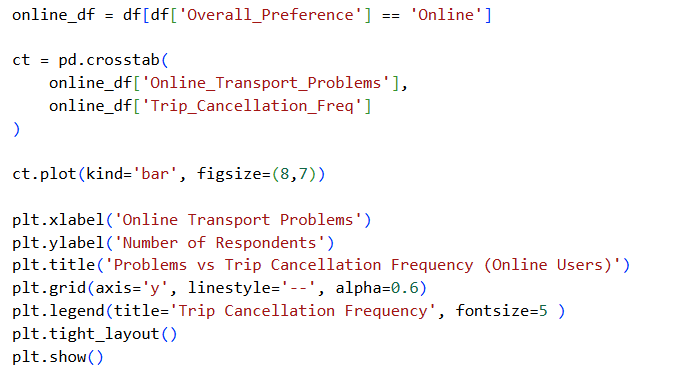 online_df = df[df['Overall_Preference'] == 'Online']
ct = pd.crosstab(
    online_df['Online_Transport_Problems'],
    online_df['Trip_Cancellation_Freq']
)
ct.plot(kind='bar', figsize=(8,7))
plt.xlabel('Online Transport Problems')
plt.ylabel('Number of Respondents')
plt.title('Problems vs Trip Cancellation Frequency (Online Users)')
plt.grid(axis='y', linestyle='--', alpha=0.6)
plt.legend(title='Trip Cancellation Frequency', fontsize=5 )
plt.tight_layout()
plt.show()